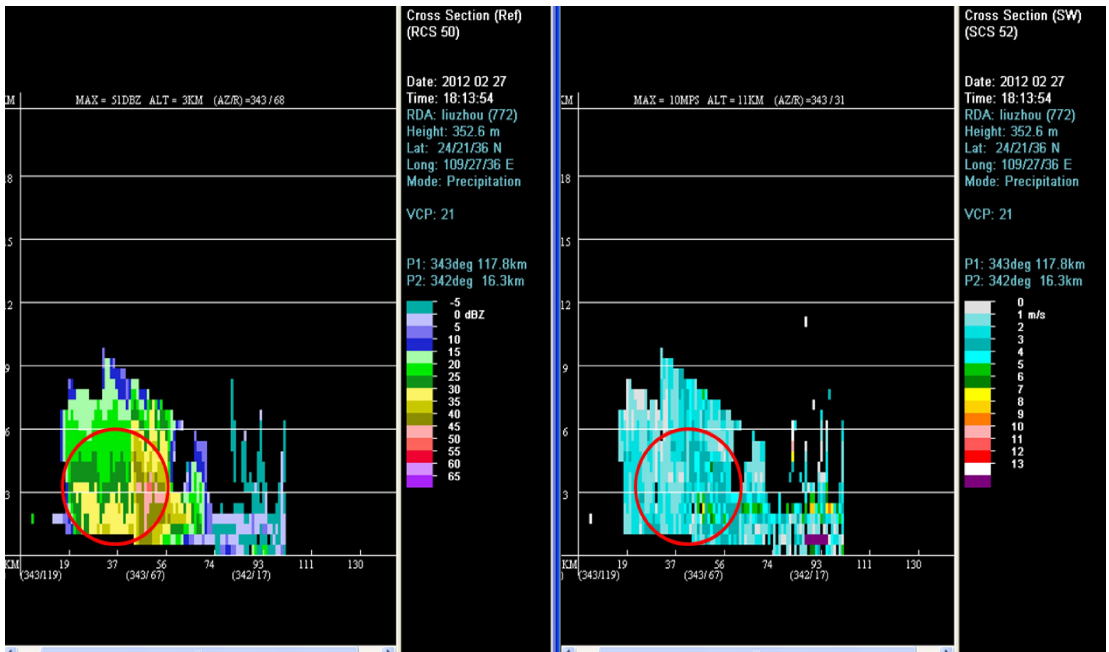 Cross Section (Ref)
(RCS 50)
Date: 2012 02 27
Time: 18:13:54
RDA: liuzhou (772)
Height: 352.6 m
Lat: 24/21/36 N
Long: 109/27/36 E
Mode: Precipitation
VCP: 21
P1: 343deg 117.8km
P2: 342deg 16.3km
-5
0 dBZ
5
10
15
20
25
30
35
40
45
50
55
60
65
KM MAX = 51DBZ ALT = 3KM (AZ/R) =343 / 68
18
15
12
9
6
3
KM 19 37 56 74 93 111 130
(343/119) (343/67) (342/17)
Cross Section (SW)
(SCS 52)
Date: 2012 02 27
Time: 18:13:54
RDA: liuzhou (772)
Height: 352.6 m
Lat: 24/21/36 N
Long: 109/27/36 E
Mode: Precipitation
VCP: 21
P1: 343deg 117.8km
P2: 342deg 16.3km
0
1 m/s
2
3
4
5
6
7
8
9
10
11
12
13
KM MAX = 10MPS ALT = 11KM (AZ/R) =343 / 31
18
15
12
9
6
3
KM 19 37 56 74 93 111 130
(343/119) (343/67) (342/17)